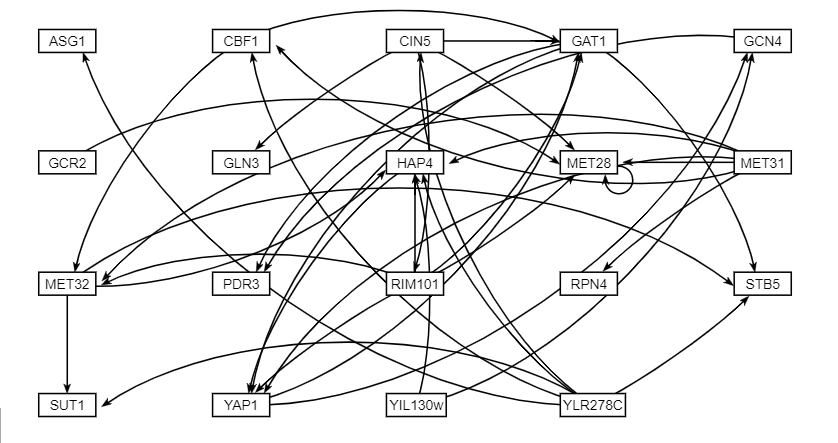 ASG1 CBF1 CIN5 GAT1 GCN4
GCR2 GLN3 HAP4 MET28 MET31
MET32 PDR3 RIM101 RPN4 STB5
SUT1 YAP1 YIL130w YLR278C